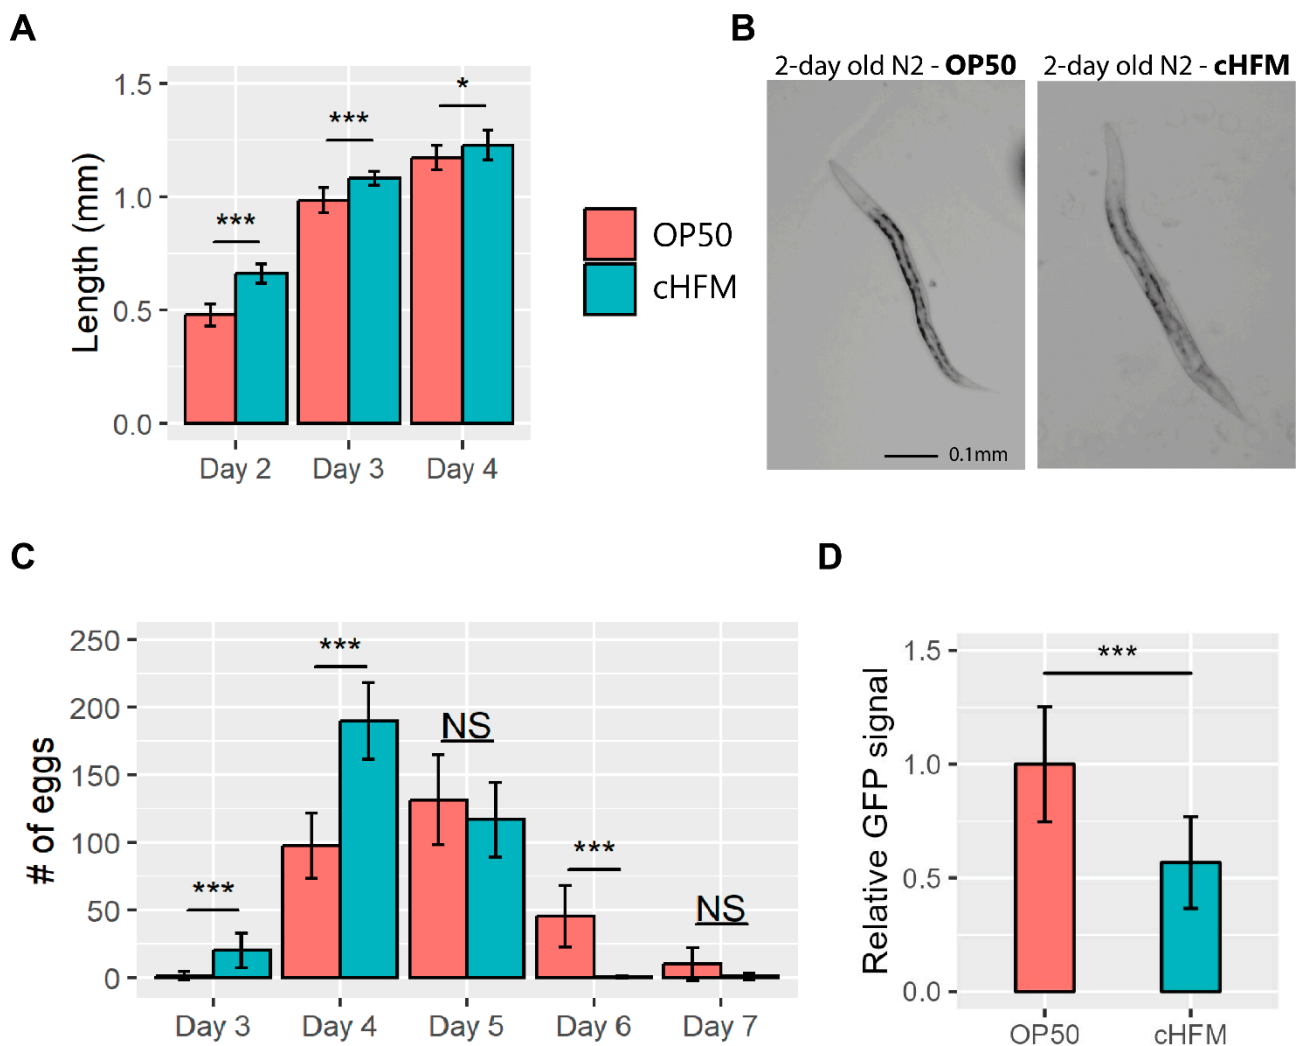 A
1.5
1.0
0.5
0.0
Length (mm)
***
***
*
Day 2
Day 3
Day 4
OP50
cHFM
B
2-day old N2 - OP50
2-day old N2 - cHFM
0.1mm
C
250
200
150
100
50
0
# of eggs
***
***
NS
***
NS
Day 3
Day 4
Day 5
Day 6
Day 7
D
1.5
1.0
0.5
0.0
Relative GFP signal
***
OP50
cHFM